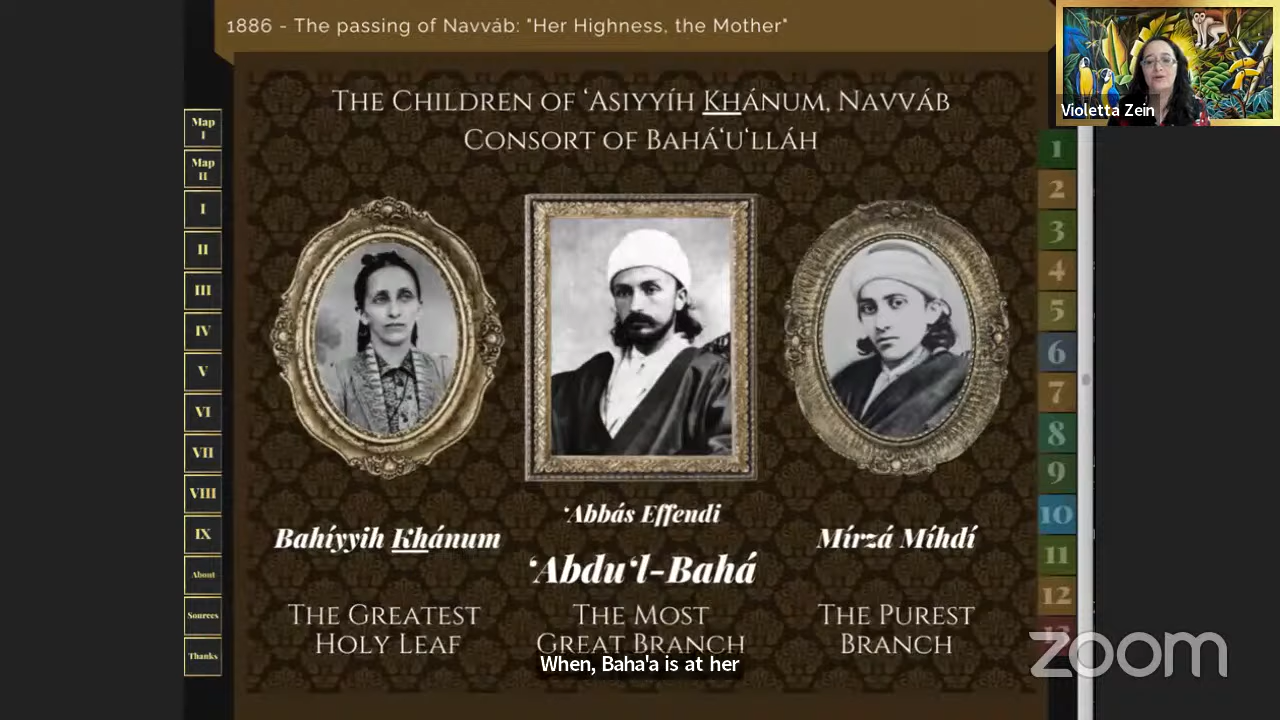 1886 - The passing of Navváb: "Her Highness, the Mother"
Violetta Zein
THE CHILDREN OF ‘ASIYYÍH KHÁNUM, NAVVÁB
CONSORT OF BAHÁ‘U‘LLÁH
Map
I
Map
II
I
II
III
IV
V
VI
VII
VIII
IX
About
Sources
Thanks
Bahíyyih Khánum
THE GREATEST
HOLY LEAF
‘Abbás Effendi
‘Abdu‘l-Bahá
THE MOST
GREAT BRANCH
Mírzá Míhdí
THE PUREST
BRANCH
1
2
3
4
5
6
7
8
9
10
11
12
13
When, Baha'a is at her
zoom